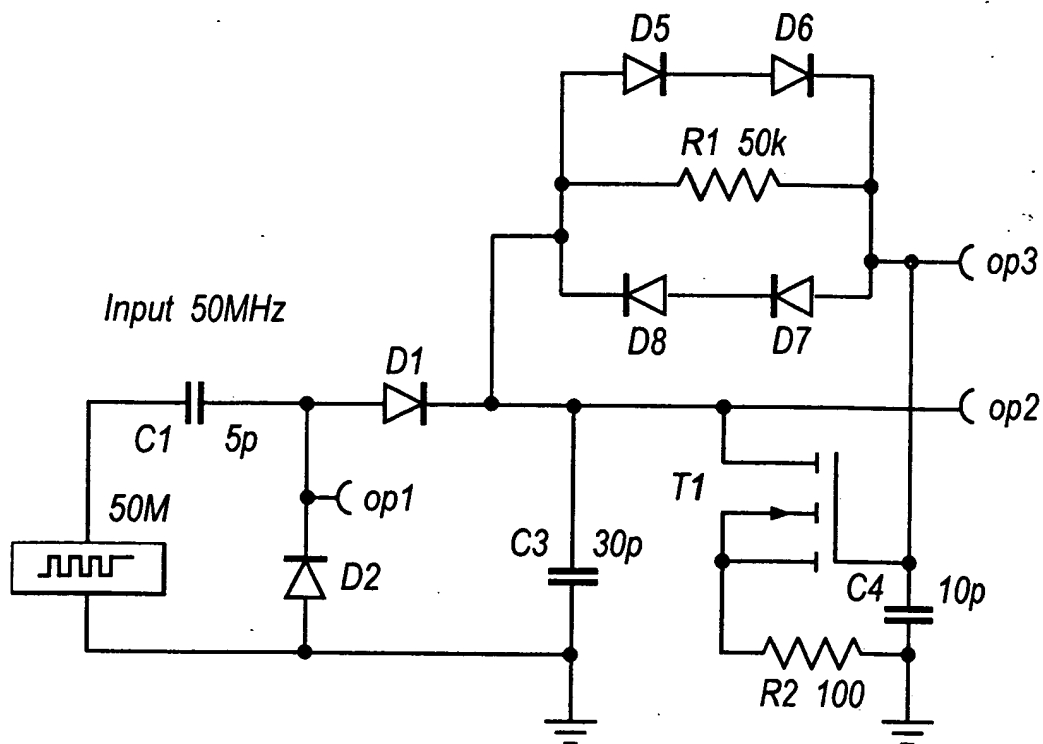 D5
D6
R1 50k
op3
Input 50MHz
D8
D7
D1
op2
C1
5p
T1
op1
50M
C3
30p
D2
C4
10p
R2 100